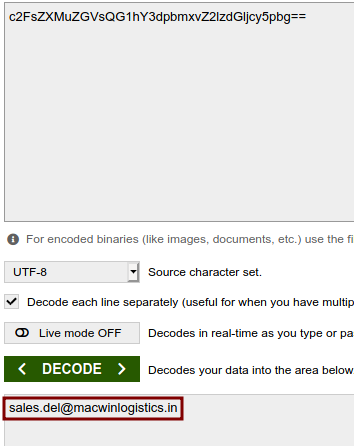 c2FsZXMuZGVsQG1hY3dpbmxvZ2lzdGljcy5pbg==
For encoded binaries (like images, documents, etc.) use the fi
UTF-8 Source character set.
Decode each line separately (useful for when you have multip
Live mode OFF Decodes in real-time as you type or pa
< DECODE > Decodes your data into the area below
sales.del@macwinlogistics.in